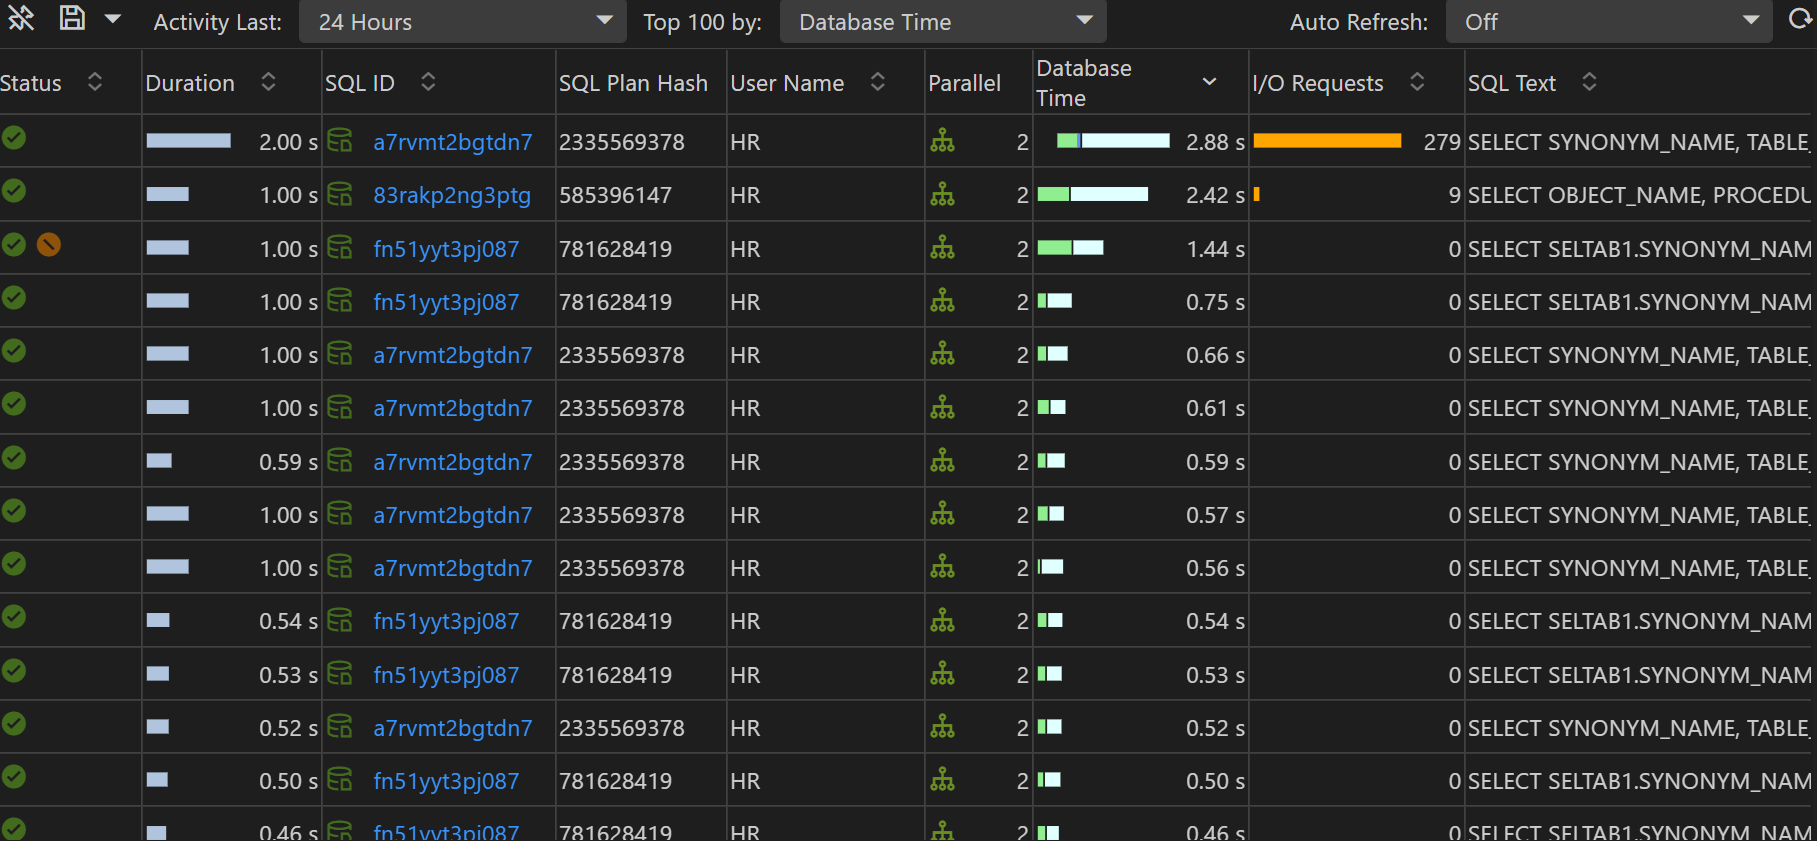 Activity Last: 24 Hours Top 100 by: Database Time Auto Refresh: Off
Status Duration SQL ID SQL Plan Hash User Name Parallel Database Time I/O Requests SQL Text
2.00 s a7rvmt2bgtdn7 2335569378 HR 2 2.88 s 279 SELECT SYNONYM_NAME, TABLE_
1.00 s 83rakp2ng3ptg 585396147 HR 2 2.42 s 9 SELECT OBJECT_NAME, PROCEDU
1.00 s fn51yyt3pj087 781628419 HR 2 1.44 s 0 SELECT SELTAB1.SYNONYM_NAM
1.00 s fn51yyt3pj087 781628419 HR 2 0.75 s 0 SELECT SELTAB1.SYNONYM_NAM
1.00 s a7rvmt2bgtdn7 2335569378 HR 2 0.66 s 0 SELECT SYNONYM_NAME, TABLE_
1.00 s a7rvmt2bgtdn7 2335569378 HR 2 0.61 s 0 SELECT SYNONYM_NAME, TABLE_
0.59 s a7rvmt2bgtdn7 2335569378 HR 2 0.59 s 0 SELECT SYNONYM_NAME, TABLE_
1.00 s a7rvmt2bgtdn7 2335569378 HR 2 0.57 s 0 SELECT SYNONYM_NAME, TABLE_
1.00 s a7rvmt2bgtdn7 2335569378 HR 2 0.56 s 0 SELECT SYNONYM_NAME, TABLE_
0.54 s fn51yyt3pj087 781628419 HR 2 0.54 s 0 SELECT SELTAB1.SYNONYM_NAM
0.53 s fn51yyt3pj087 781628419 HR 2 0.53 s 0 SELECT SELTAB1.SYNONYM_NAM
0.52 s a7rvmt2bgtdn7 2335569378 HR 2 0.52 s 0 SELECT SYNONYM_NAME, TABLE_
0.50 s fn51yyt3pj087 781628419 HR 2 0.50 s 0 SELECT SELTAB1.SYNONYM_NAM
0.46 s fn51yyt3pj087 781628419 HR 2 0.46 s 0 SELECT SELTAB1.SYNONYM_NAM